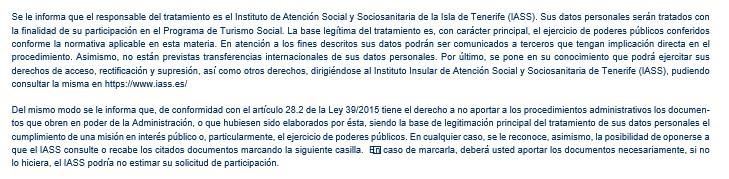 Se le informa que el responsable del tratamiento es el Instituto de Atención Social y Sociosanitaria de la Isla de Tenerife (IASS). Sus datos personales serán tratados con
la finalidad de su participación en el Programa de Turismo Social. La base legítima del tratamiento es, con carácter principal, el ejercicio de poderes públicos conferidos
conforme la normativa aplicable en esta materia. En atención a los fines descritos sus datos podrán ser comunicados a terceros que tengan implicación directa en el
procedimiento. Asimismo, no están previstas transferencias internacionales de sus datos personales. Por último, se pone en su conocimiento que podrá ejercitar sus
derechos de acceso, rectificación y supresión, así como otros derechos, dirigiéndose al Instituto Insular de Atención Social y Sociosanitaria de Tenerife (IASS), pudiendo
consultar la misma en https://www.iass.es/
Del mismo modo se le informa que, de conformidad con el artículo 28.2 de la Ley 39/2015 tiene el derecho a no aportar a los procedimientos administrativos los documen-
tos que obren en poder de la Administración, o que hubiesen sido elaborados por ésta, siendo la base de legitimación principal del tratamiento de sus datos personales el
cumplimiento de una misión en interés público o, particularmente, el ejercicio de poderes públicos. En cualquier caso, se le reconoce, asimismo, la posibilidad de oponerse a
que el IASS consulte o recabe los citados documentos marcando la siguiente casilla. En caso de marcarla, deberá usted aportar los documentos necesariamente, si no
lo hiciera, el IASS podría no estimar su solicitud de participación.